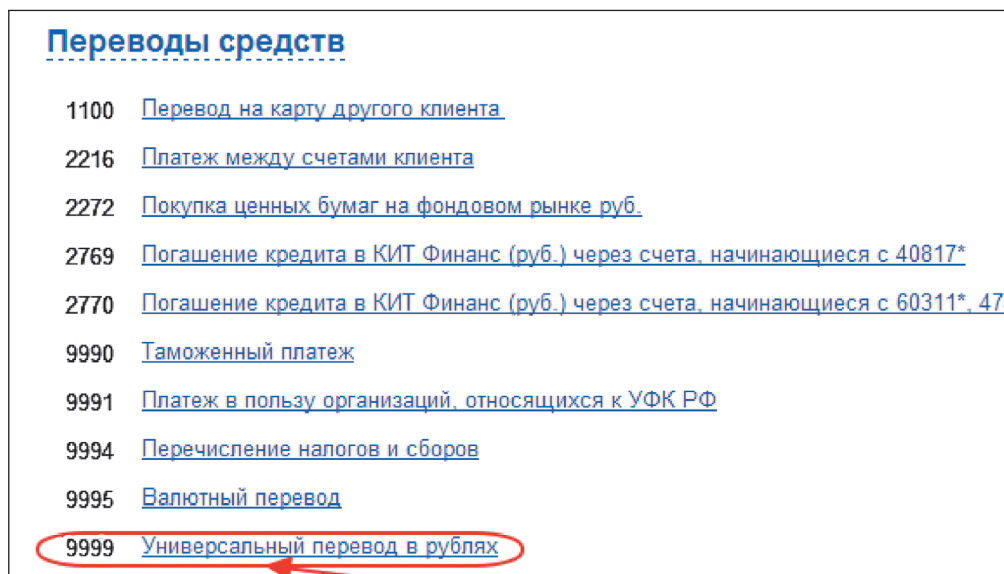 Переводы средств
1100 Перевод на карту другого клиента
2216 Платеж между счетами клиента
2272 Покупка ценных бумаг на фондовом рынке руб.
2769 Погашение кредита в КИТ Финанс (руб.) через счета, начинающиеся с 40817*
2770 Погашение кредита в КИТ Финанс (руб.) через счета, начинающиеся с 60311*, 47
9990 Таможенный платеж
9991 Платеж в пользу организаций, относящихся к УФК РФ
9994 Перечисление налогов и сборов
9995 Валютный перевод
9999 Универсальный перевод в рублях